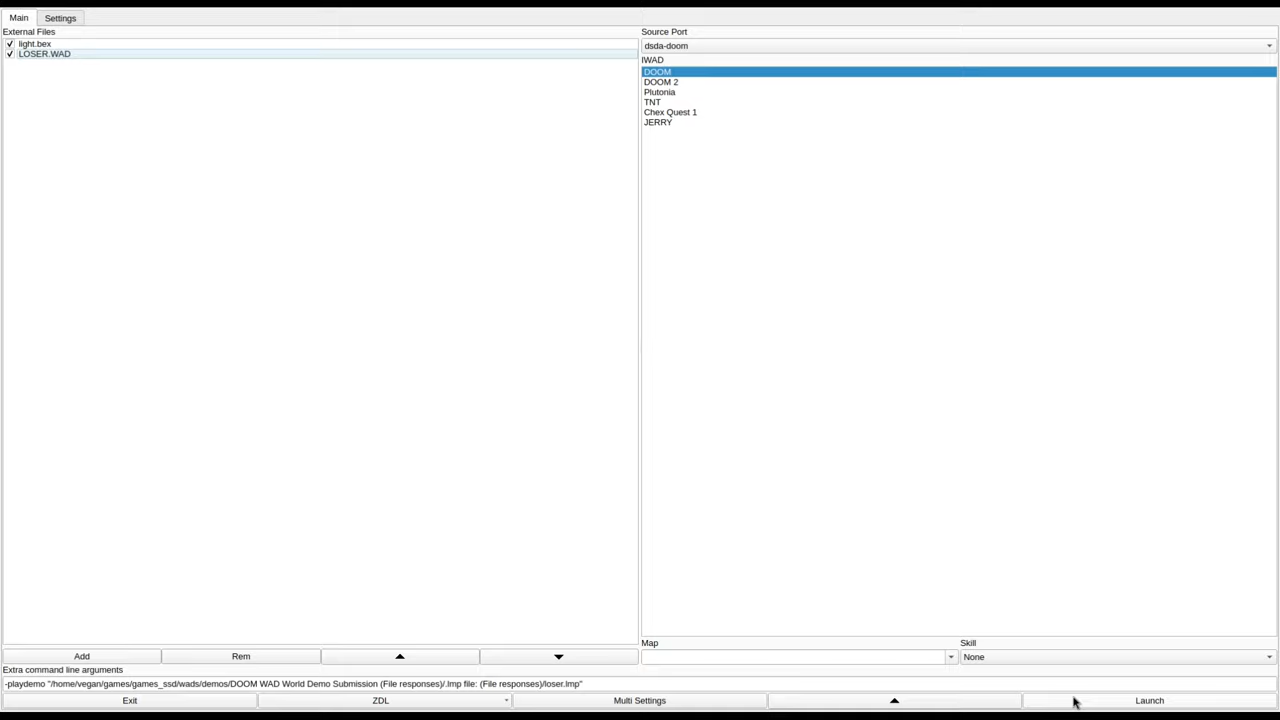 Main Settings
External Files
light.bex
LOSER.WAD
Source Port
dsda-doom
IWAD
DOOM
DOOM 2
Plutonia
TNT
Chex Quest 1
JERRY
Map
Skill
None
Add Rem
Extra command line arguments
-playdemo "/home/vegan/games/games_ssd/wads/demos/DOOM WAD World Demo Submission (File responses)/.lmp file: (File responses)/loser.lmp"
Exit ZDL Multi Settings Launch